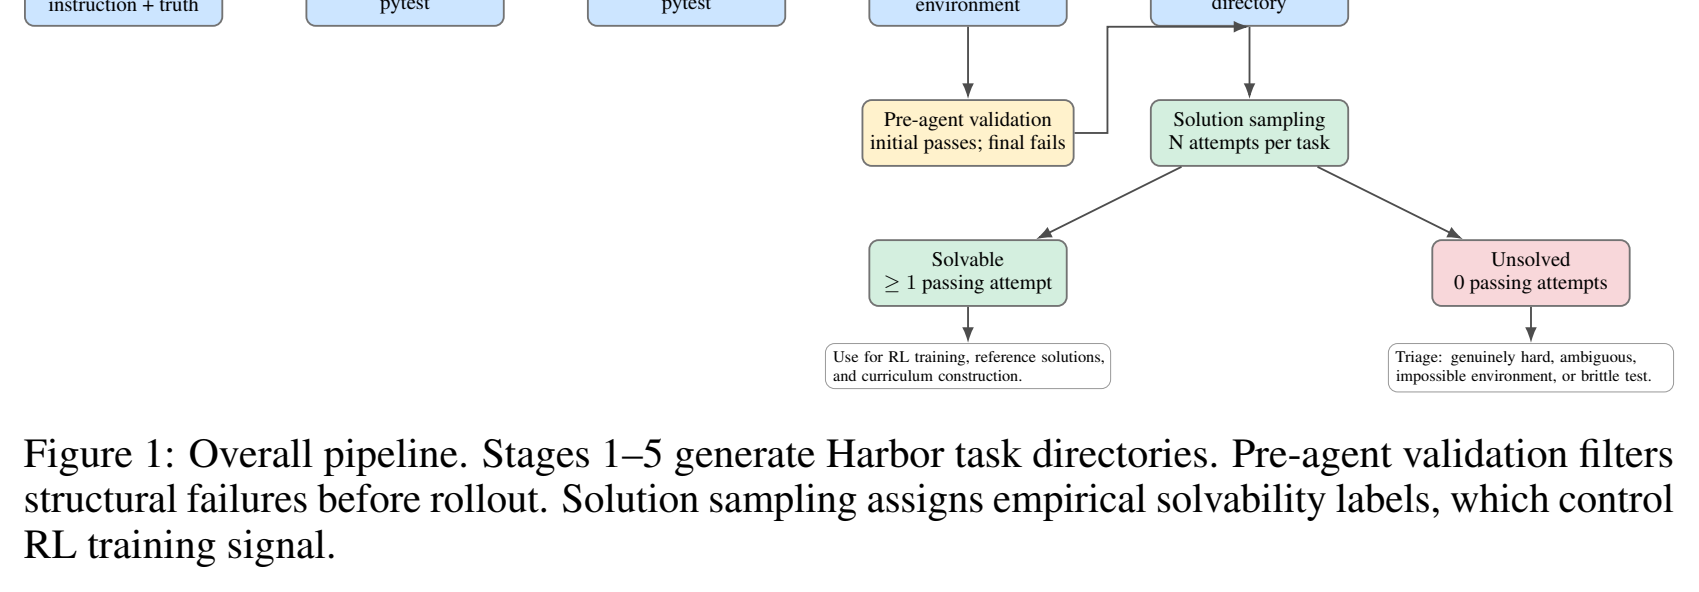 instruction + truth
pytest
pytest
environment
directory
Pre-agent validation
initial passes; final fails
Solution sampling
N attempts per task
Solvable
≥ 1 passing attempt
Unsolved
0 passing attempts
Use for RL training, reference solutions,
and curriculum construction.
Triage: genuinely hard, ambiguous,
impossible environment, or brittle test.
Figure 1: Overall pipeline. Stages 1–5 generate Harbor task directories. Pre-agent validation filters
structural failures before rollout. Solution sampling assigns empirical solvability labels, which control
RL training signal.